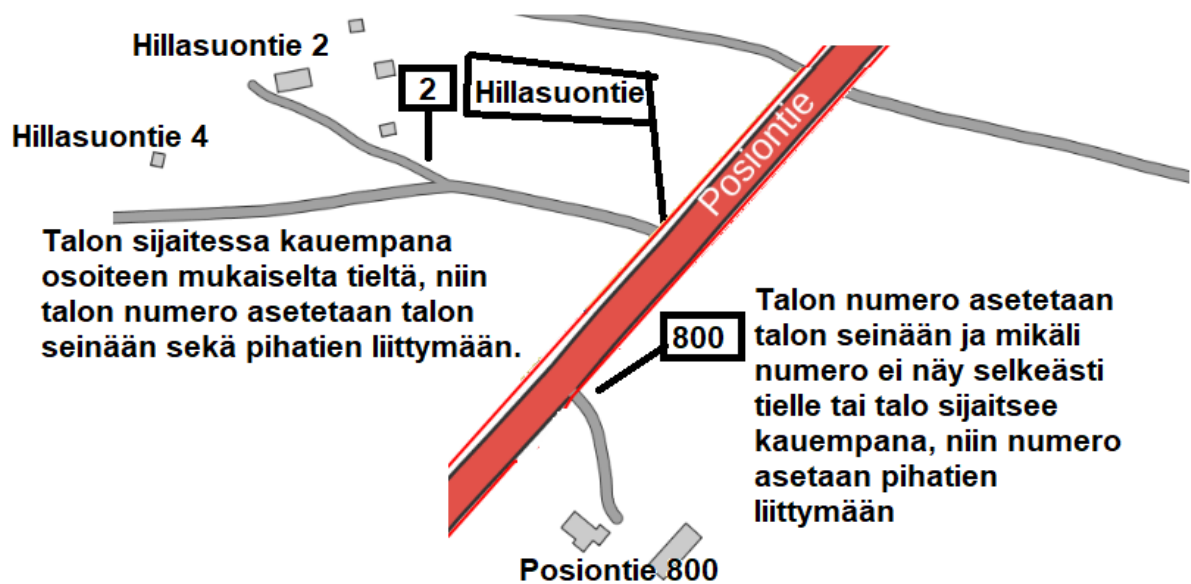 Hillasuontie 2
2
Hillasuontie
Posiontie
Hillasuontie 4
Talon sijaitessa kauempana
osoiteen mukaiselta tieltä, niin
talon numero asetetaan talon
seinään sekä pihatien liittymään.
800
Talon numero asetetaan
talon seinään ja mikäli
numero ei näy selkeästi
tielle tai talo sijaitsee
kauempana, niin numero
asetaan pihatien
liittymään
Posiontie 800